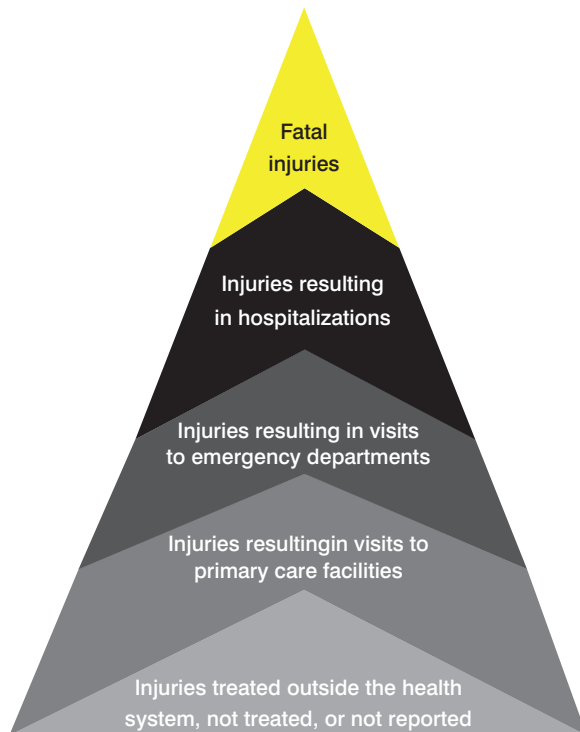 Fatal
injuries
Injuries resulting
in hospitalizations
Injuries resulting in visits
to emergency departments
Injuries resultingin visits to
primary care facilities
Injuries treated outside the health
system, not treated, or not reported